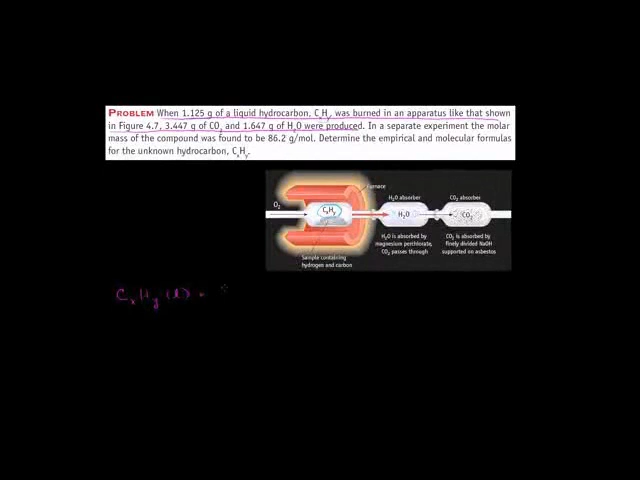 PROBLEM When 1.125 g of a liquid hydrocarbon, CxHy, was burned in an apparatus like that shown
in Figure 4.7, 3.447 g of CO₂ and 1.647 g of H₂O were produced. In a separate experiment the molar
mass of the compound was found to be 86.2 g/mol. Determine the empirical and molecular formulas
for the unknown hydrocarbon, CxHy.
Furnace
H₂O absorber
CO₂ absorber
O₂
CxHy
H₂O
CO₂
H₂O is absorbed by
magnesium perchlorate,
CO₂ passes through
CO₂ is absorbed by
finely divided NaOH
supported on asbestos
Sample containing
hydrogen and carbon
CxHy(l) +